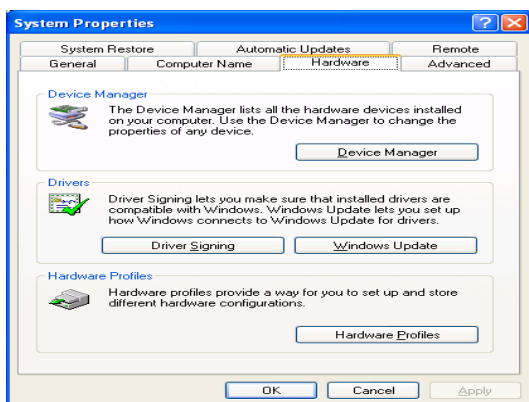 System Properties
System Restore Automatic Updates Remote
General Computer Name Hardware Advanced
Device Manager
The Device Manager lists all the hardware devices installed
on your computer. Use the Device Manager to change the
properties of any device.
Device Manager
Drivers
Driver Signing lets you make sure that installed drivers are
compatible with Windows. Windows Update lets you set up
how Windows connects to Windows Update for drivers.
Driver Signing Windows Update
Hardware Profiles
Hardware profiles provide a way for you to set up and store
different hardware configurations.
Hardware Profiles
OK Cancel Apply